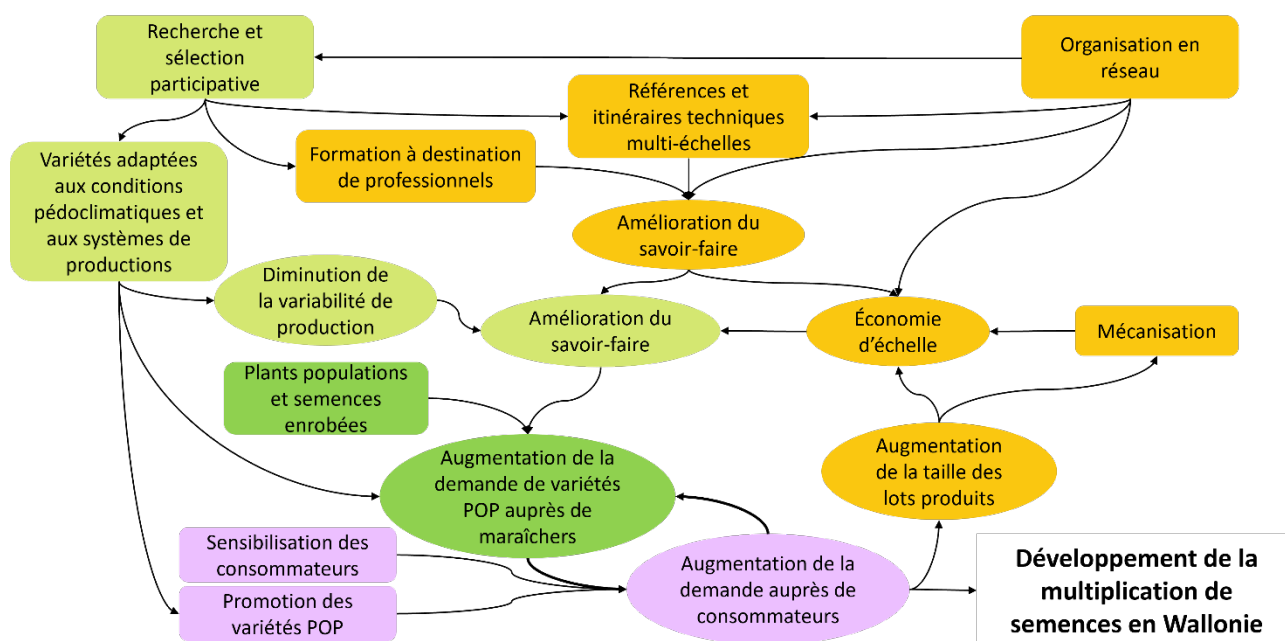 Recherche et
sélection
participative
Organisation en
réseau
Références et
itinéraires techniques
multi-échelles
Variétés adaptées
aux conditions
pédoclimatiques et
aux systèmes de
productions
Formation à destination
de professionnels
Amélioration du
savoir-faire
Diminution de
la variabilité de
production
Amélioration du
savoir-faire
Économie
d'échelle
Mécanisation
Plants populations
et semences
enrobées
Augmentation de la
demande de variétés
POP auprès de
maraîchers
Augmentation
de la taille des
lots produits
Sensibilisation des
consommateurs
Promotion des
variétés POP
Augmentation de la
demande auprès de
consommateurs
Développement de la
multiplication de
semences en Wallonie